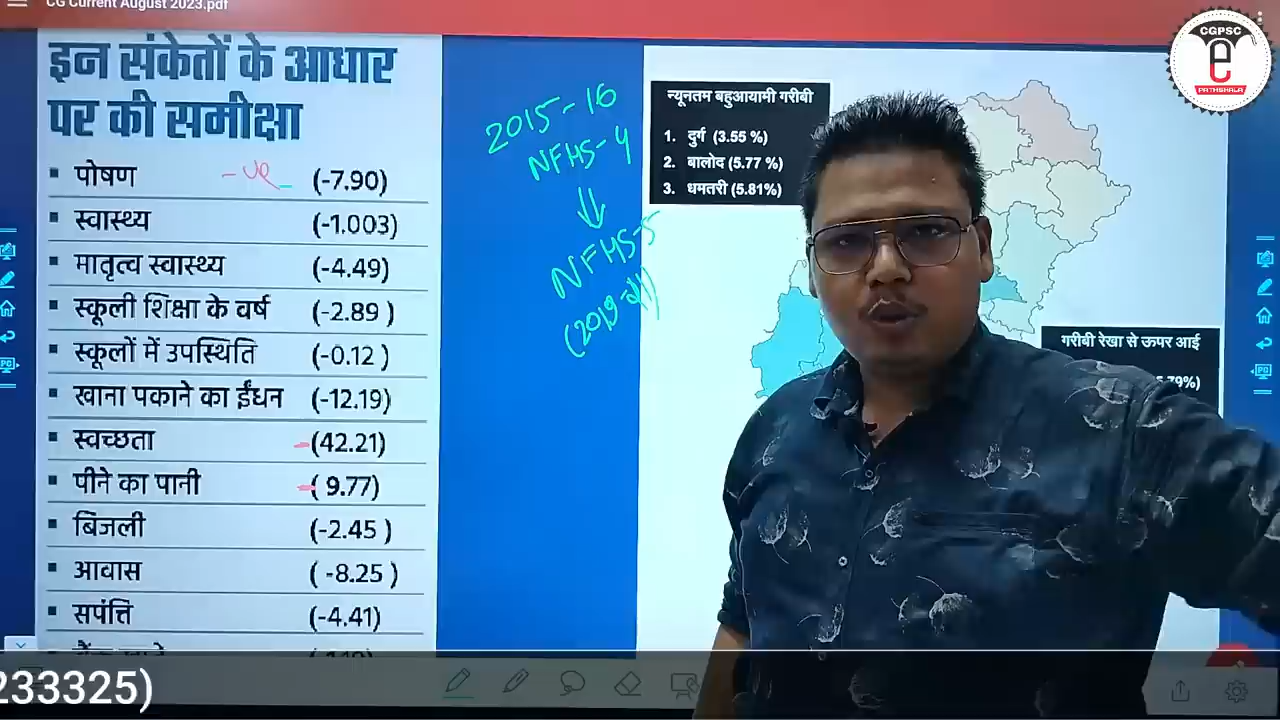 CG Current August 2023.pdf
इन संकेतों के आधार
पर की समीक्षा
पोषण -ve (-7.90)
स्वास्थ्य (-1.003)
मातृत्व स्वास्थ्य (-4.49)
स्कूली शिक्षा के वर्ष (-2.89 )
स्कूलों में उपस्थिति (-0.12 )
खाना पकाने का ईंधन (-12.19)
स्वच्छता -(42.21)
पीने का पानी -( 9.77)
बिजली (-2.45 )
आवास ( -8.25 )
सपंत्ति (-4.41)
2015-16
NFHS-4
NFHS-5
न्यूनतम बहुआयामी गरीबी
1. दुर्ग (3.55 %)
2. बालोद (5.77 %)
3. धमतरी (5.81%)
गरीबी रेखा से ऊपर आई
CGPSC
e
PATHSHALA
233325)